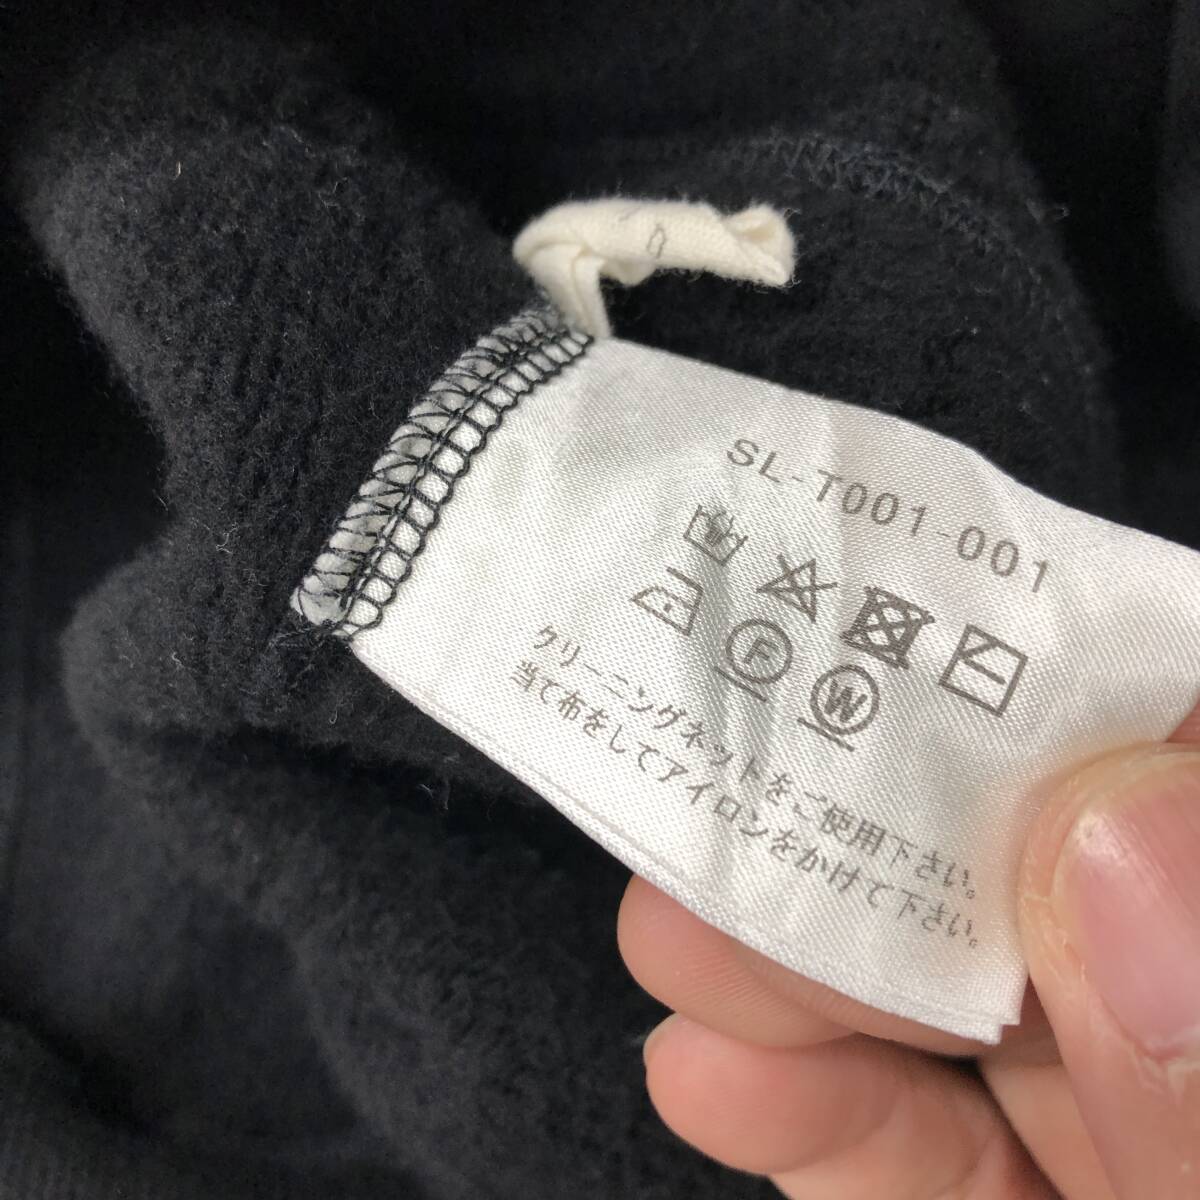 SL-T001-001
F
W
クリーニングネットをご使用下さい。
当て布をしてアイロンをかけて下さい。